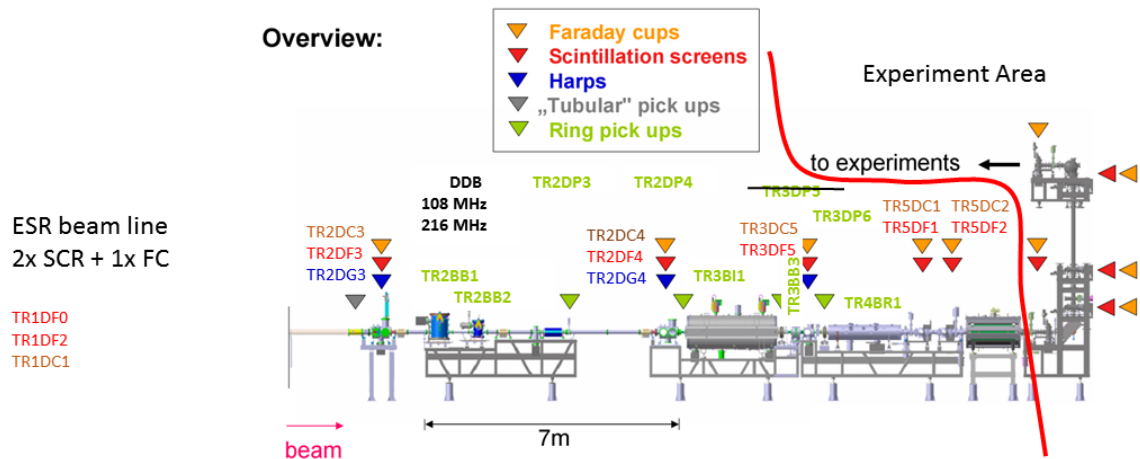 Overview:
Faraday cups
Scintillation screens
Harps
„Tubular" pick ups
Ring pick ups
Experiment Area
to experiments
ESR beam line
2x SCR + 1x FC
TR1DF0
TR1DF2
TR1DC1
DDB
108 MHz
216 MHz
TR2DP3
TR2DP4
TR3DP5
TR3DP6
TR2DC3
TR2DF3
TR2DG3
TR2BB1
TR2BB2
TR2DC4
TR2DF4
TR2DG4
TR3BI1
TR3DC5
TR3DF5
TR3BB3
TR4BR1
TR5DC1
TR5DF1
TR5DC2
TR5DF2
beam
7m